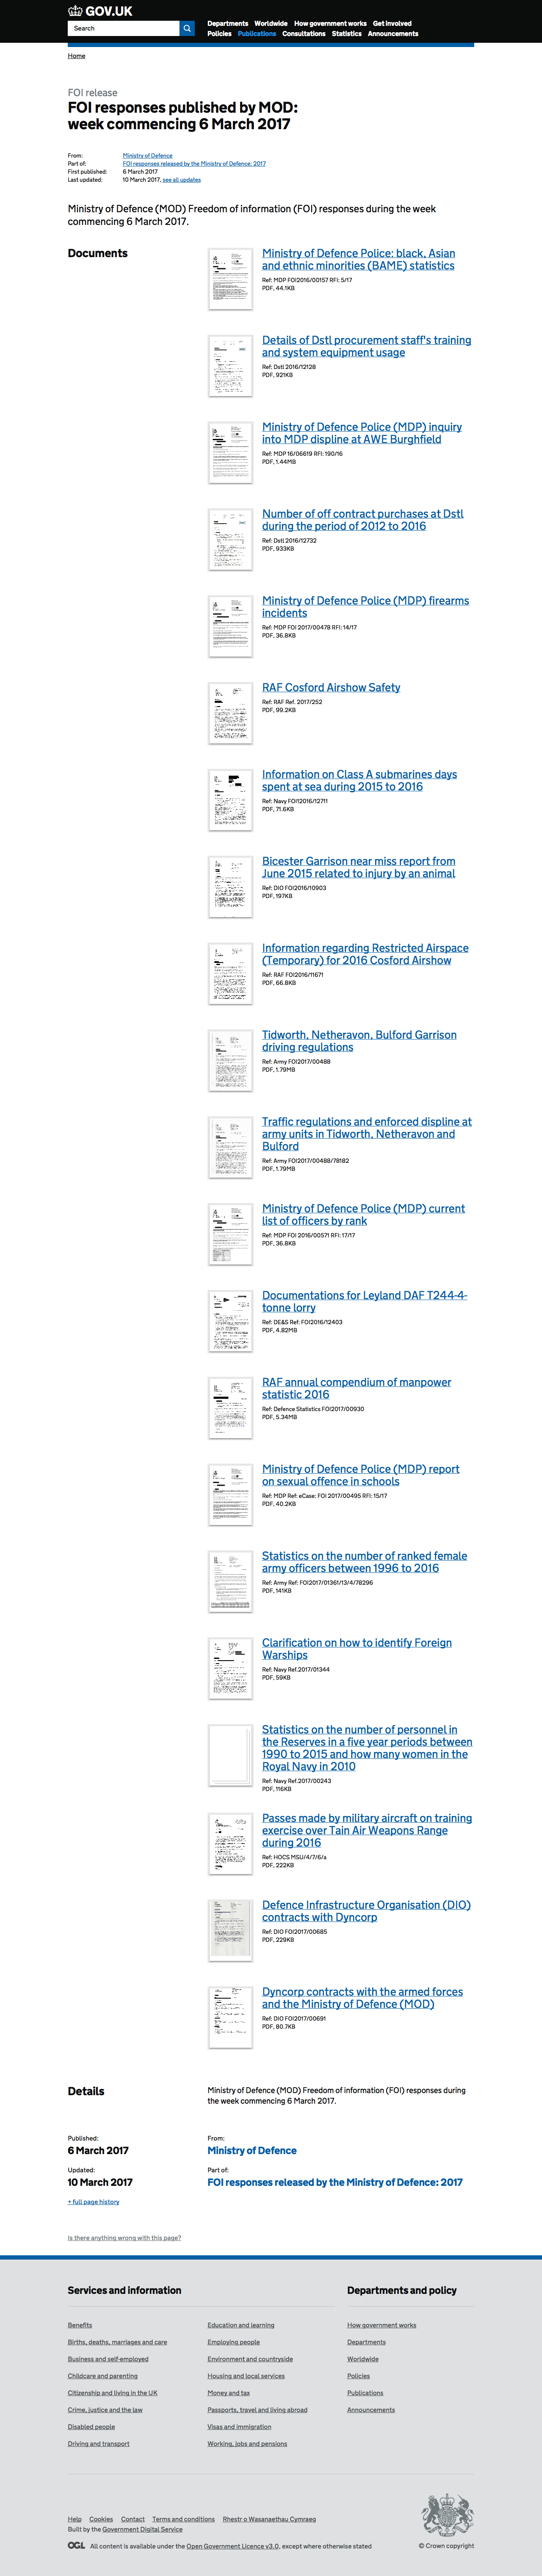 GOV.UK
Search
Departments Worldwide How government works Get involved
Policies Publications Consultations Statistics Announcements
Home
FOI release
FOI responses published by MOD:
week commencing 6 March 2017
From: Ministry of Defence
Part of: FOI responses released by the Ministry of Defence: 2017
First published: 6 March 2017
Last updated: 10 March 2017, see all updates
Ministry of Defence (MOD) Freedom of information (FOI) responses during the week
commencing 6 March 2017.
Documents
Ministry of Defence Police: black, Asian
and ethnic minorities (BAME) statistics
Ref: MDP FOI2016/00157 RFI: 5/17
PDF, 44.1KB
Details of Dstl procurement staff's training
and system equipment usage
Ref: Dstl 2016/12128
PDF, 921KB
Ministry of Defence Police (MDP) inquiry
into MDP displine at AWE Burghfield
Ref: MDP 16/06619 RFI: 190/16
PDF, 1.44MB
Number of off contract purchases at Dstl
during the period of 2012 to 2016
Ref: Dstl 2016/12732
PDF, 933KB
Ministry of Defence Police (MDP) firearms
incidents
Ref: MDP FOI 2017/00478 RFI: 14/17
PDF, 36.8KB
RAF Cosford Airshow Safety
Ref: RAF Ref. 2017/252
PDF, 99.2KB
Information on Class A submarines days
spent at sea during 2015 to 2016
Ref: Navy FOI12016/12711
PDF, 71.6KB
Bicester Garrison near miss report from
June 2015 related to injury by an animal
Ref: DIO FOI2016/10903
PDF, 197KB
Information regarding Restricted Airspace
(Temporary) for 2016 Cosford Airshow
Ref: RAF FOI2016/11671
PDF, 66.8KB
Tidworth, Netheravon, Bulford Garrison
driving regulations
Ref: Army FOI2017/00488
PDF, 1.79MB
Traffic regulations and enforced displine at
army units in Tidworth, Netheravon and
Bulford
Ref: Army FOI2017/00488/78182
PDF, 1.79MB
Ministry of Defence Police (MDP) current
list of officers by rank
Ref: MDP FOI 2016/00571 RFI: 17/17
PDF, 36.8KB
Documentations for Leyland DAF T244-4-
tonne lorry
Ref: DE&S Ref: FOI2016/12403
PDF, 4.82MB
RAF annual compendium of manpower
statistic 2016
Ref: Defence Statistics FOI2017/00930
PDF, 5.34MB
Ministry of Defence Police (MDP) report
on sexual offence in schools
Ref: MDP Ref: eCase: FOI 2017/00495 RFI: 15/17
PDF, 40.2KB
Statistics on the number of ranked female
army officers between 1996 to 2016
Ref: Army Ref: FOI2017/01361/13/4/78296
PDF, 141KB
Clarification on how to identify Foreign
Warships
Ref: Navy Ref.2017/01344
PDF, 59KB
Statistics on the number of personnel in
the Reserves in a five year periods between
1990 to 2015 and how many women in the
Royal Navy in 2010
Ref: Navy Ref.2017/00243
PDF, 116KB
Passes made by military aircraft on training
exercise over Tain Air Weapons Range
during 2016
Ref: HOCS MSU/4/7/6/a
PDF, 222KB
Defence Infrastructure Organisation (DIO)
contracts with Dyncorp
Ref: DIO FOI2017/00685
PDF, 229KB
Dyncorp contracts with the armed forces
and the Ministry of Defence (MOD)
Ref: DIO FOI2017/00691
PDF, 80.7KB
Details
Ministry of Defence (MOD) Freedom of information (FOI) responses during
the week commencing 6 March 2017.
Published: From:
6 March 2017 Ministry of Defence
Updated: Part of:
10 March 2017 FOI responses released by the Ministry of Defence: 2017
+ full page history
Is there anything wrong with this page?
Services and information Departments and policy
Benefits Education and learning How government works
Births, deaths, marriages and care Employing people Departments
Business and self-employed Environment and countryside Worldwide
Childcare and parenting Housing and local services Policies
Citizenship and living in the UK Money and tax Publications
Crime, justice and the law Passports, travel and living abroad Announcements
Disabled people Visas and immigration
Driving and transport Working, jobs and pensions
Help Cookies Contact Terms and conditions Rhestr o Wasanaethau Cymraeg
Built by the Government Digital Service
OGL All content is available under the Open Government Licence v3.0, except where otherwise stated
© Crown copyright